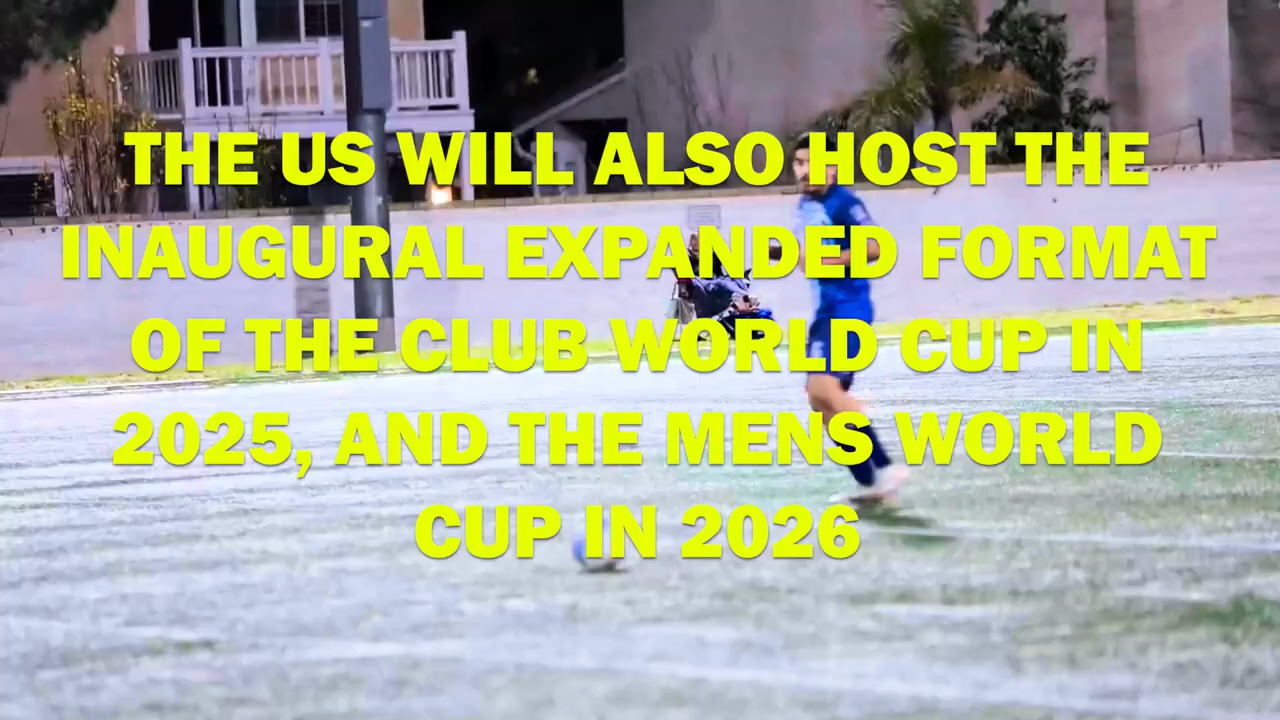 THE US WILL ALSO HOST THE
INAUGURAL EXPANDED FORMAT
OF THE CLUB WORLD CUP IN
2025, AND THE MENS WORLD
CUP IN 2026